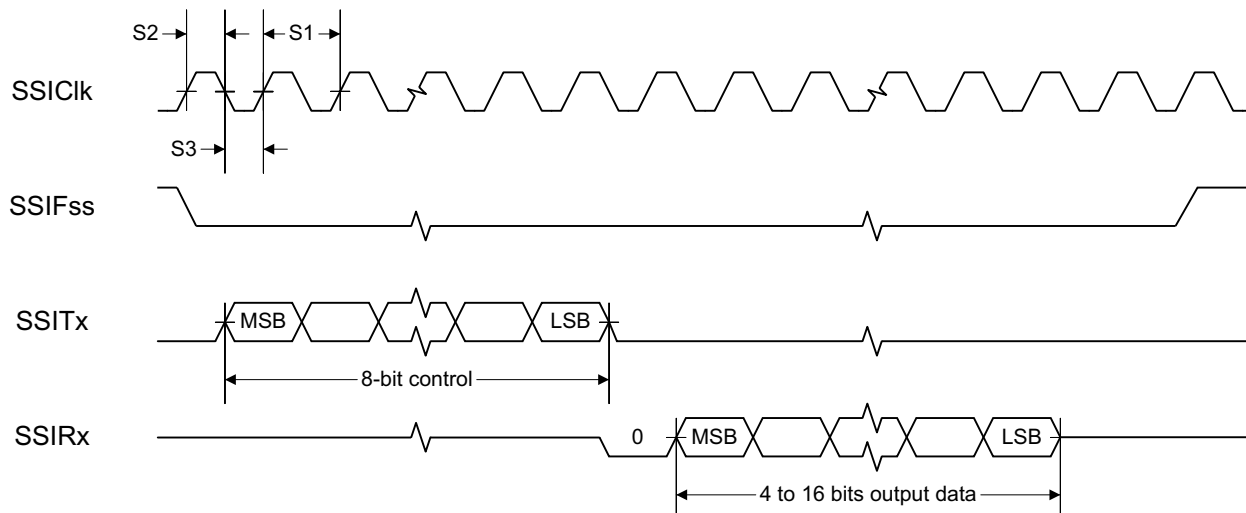 S2
S1
SSIClk
S3
SSIFss
SSITx
MSB
LSB
8-bit control
SSIRx
0
MSB
LSB
4 to 16 bits output data